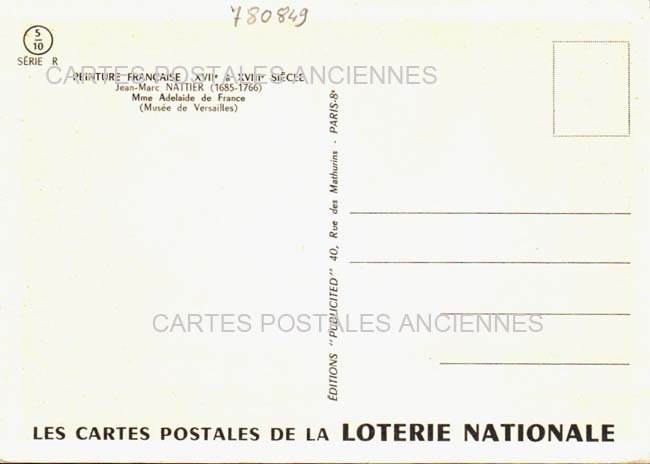 780849
5
10
SÉRIE R
CARTES POSTALES ANCIENNES
PEINTURE FRANÇAISE XVIIe & XVIIIe SIÈCLE
Jean-Marc NATTIER (1685-1766)
Mme Adelaide de France
(Musée de Versailles)
ÉDITIONS "PUBLICITED" 40, Rue des Mathurins - PARIS-8e
CARTES POSTALES ANCIENNES
LES CARTES POSTALES DE LA LOTERIE NATIONALE